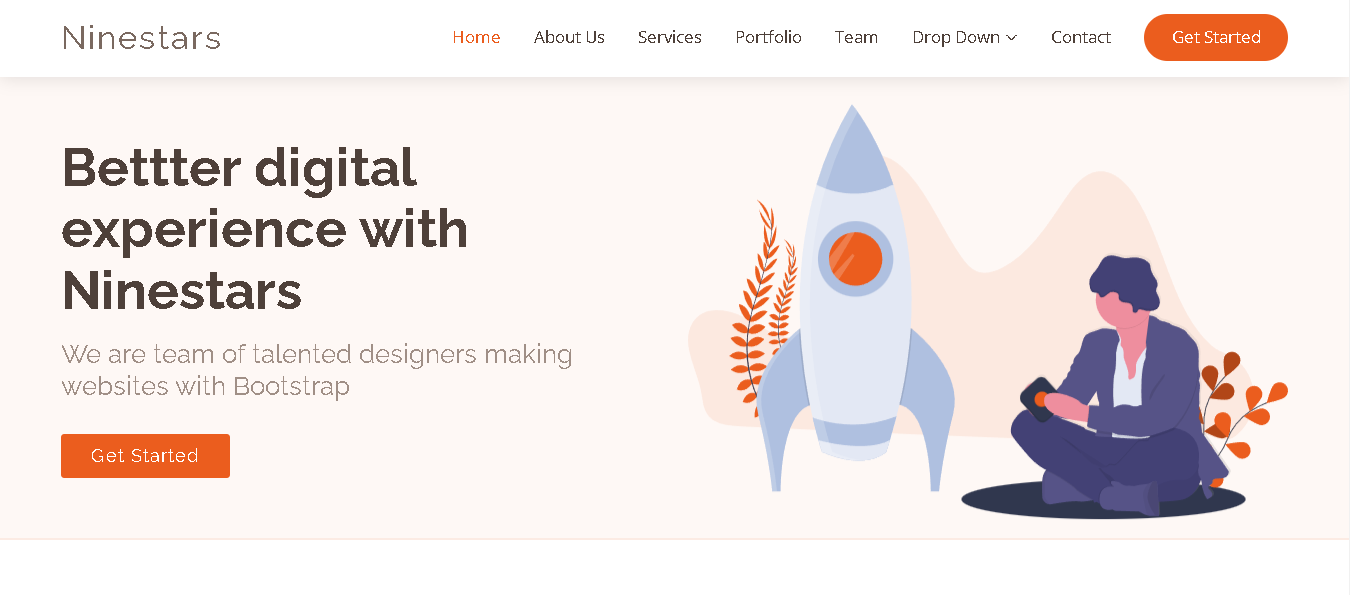 Ninestars
Home About Us Services Portfolio Team Drop Down Contact Get Started
Bettter digital
experience with
Ninestars
We are team of talented designers making
websites with Bootstrap
Get Started